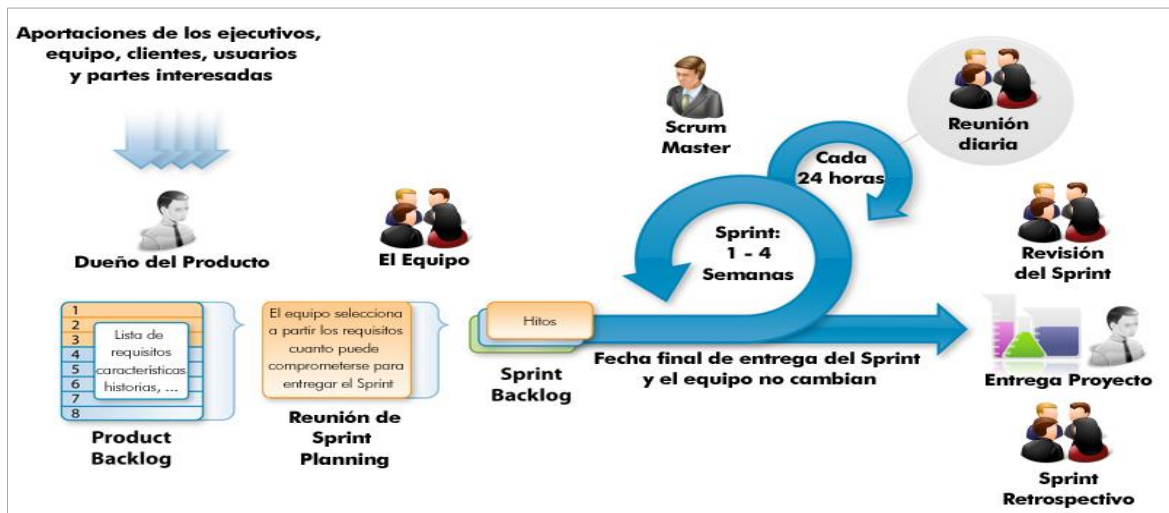 Aportaciones de los ejecutivos,
equipo, clientes, usuarios
y partes interesadas
Dueño del Producto
El Equipo
Scrum
Master
Cada
24 horas
Reunión
diaria
Sprint:
1 - 4
Semanas
Revisión
del Sprint
1
2
3
4
5
6
7
8
Lista de
requisitos
características
historias, ...
Product
Backlog
El equipo selecciona
a partir los requisitos
cuanto puede
comprometerse para
entregar el Sprint
Reunión de
Sprint
Planning
Hitos
Sprint
Backlog
Fecha final de entrega del Sprint
y el equipo no cambian
Entrega Proyecto
Sprint
Retrospectivo